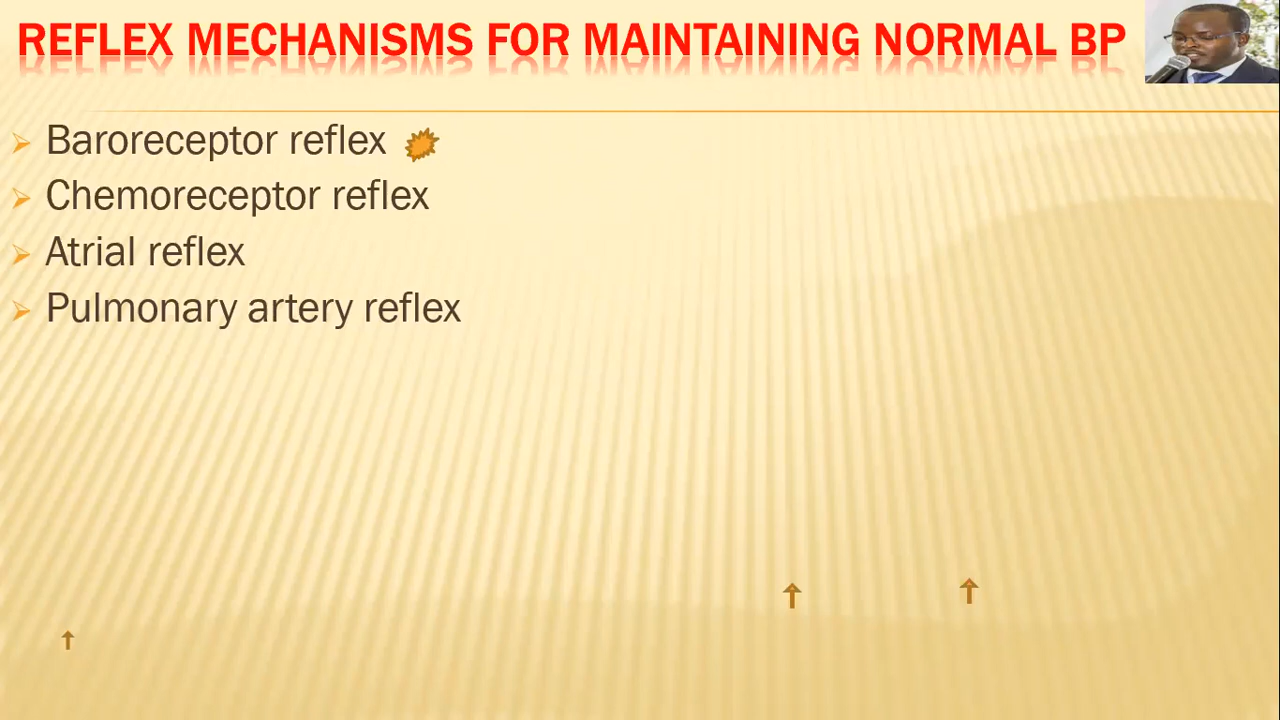 REFLEX MECHANISMS FOR MAINTAINING NORMAL BP
Baroreceptor reflex
Chemoreceptor reflex
Atrial reflex
Pulmonary artery reflex